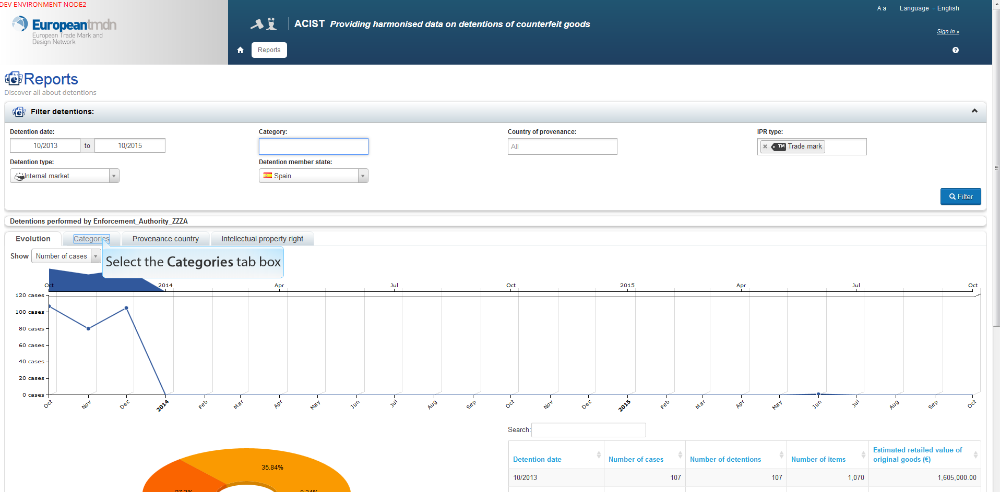 DEV ENVIRONMENT NODE2
Europeantmdn
European Trade Mark and
Design Network
ACIST Providing harmonised data on detentions of counterfeit goods
A a Language English
Sign in »
Reports
?
Reports
Discover all about detentions
Filter detentions:
Detention date:
10/2013 to 10/2015
Category:
Country of provenance:
All
IPR type:
× TM Trade mark
Detention type:
Internal market
Detention member state:
Spain
Filter
Detentions performed by Enforcement_Authority_ZZZA
Evolution Categories Provenance country Intellectual property right
Show Number of cases
Select the Categories tab box
Oct 2014 Apr Jul Oct 2015 Apr Jul Oct
120 cases
100 cases
80 cases
60 cases
40 cases
20 cases
0 cases
Oct Nov Dec 2014 Feb Mar Apr May Jun Jul Aug Sep Oct Nov Dec 2015 Feb Mar Apr May Jun Jul Aug Sep Oct
35.84%
Search:
Detention date Number of cases Number of detentions Number of items Estimated retailed value of original goods (€)
10/2013 107 107 1,070 1,605,000.00